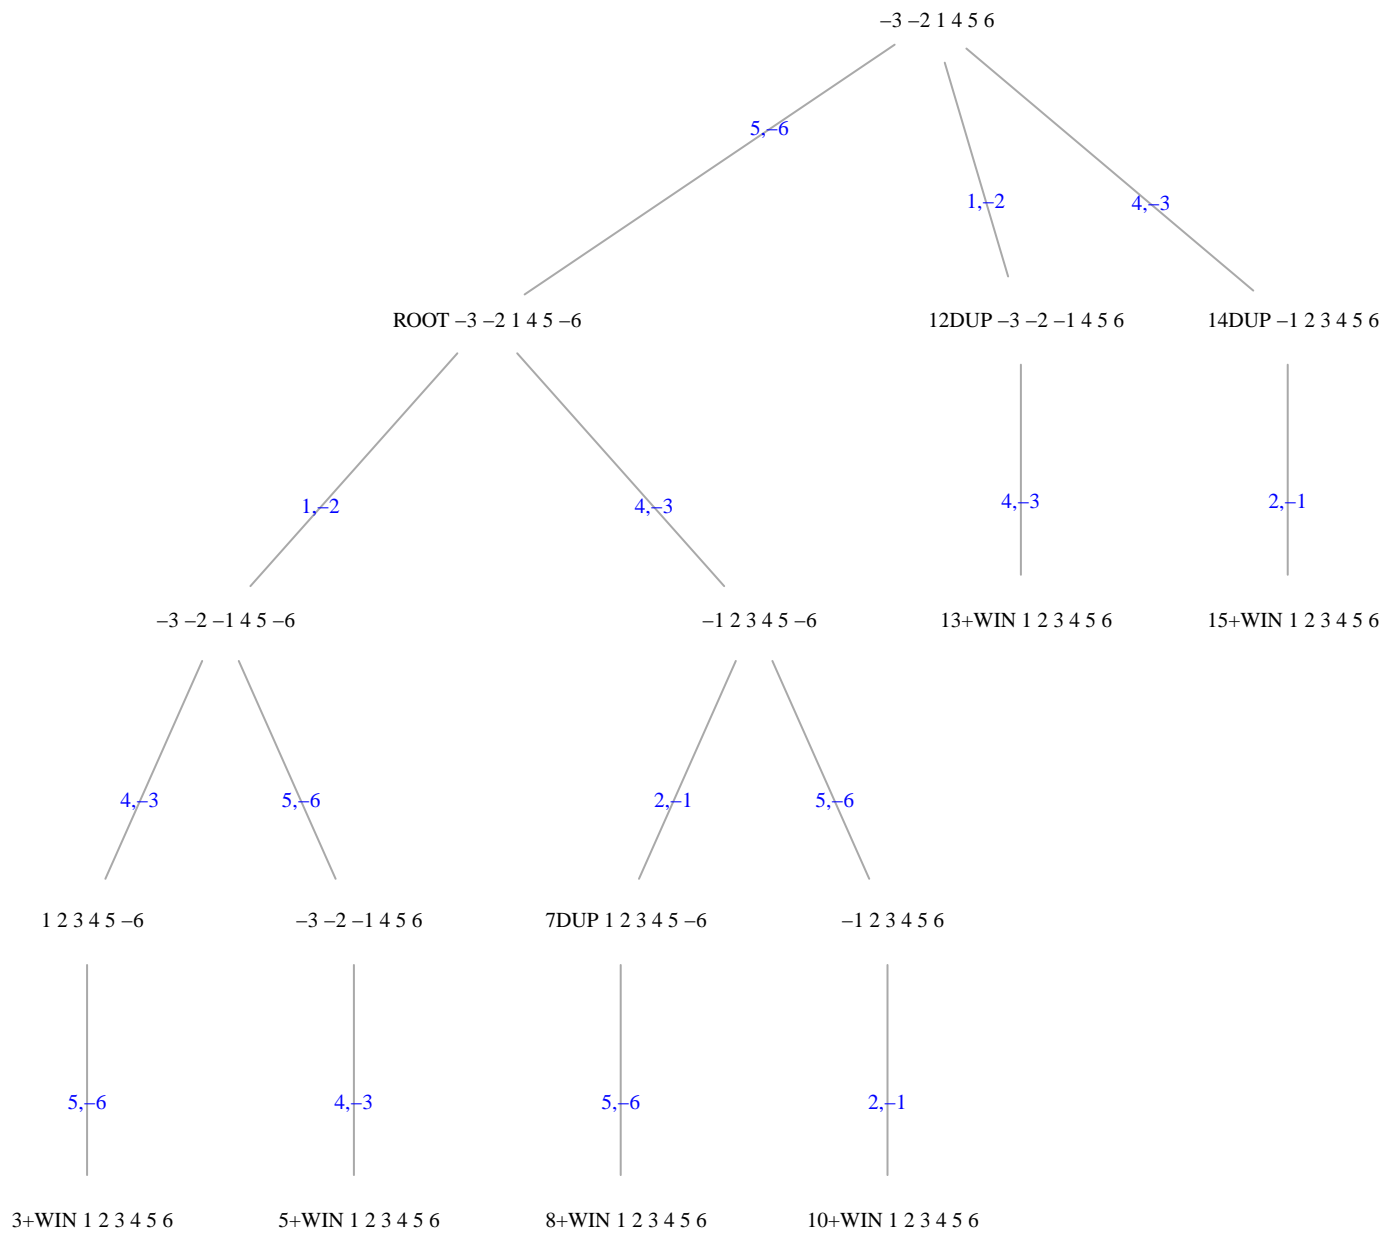 −3 −2 1 4 5 6
5,−6
1,−2
4,−3
ROOT −3 −2 1 4 5 −6
12DUP −3 −2 −1 4 5 6
14DUP −1 2 3 4 5 6
1,−2
4,−3
4,−3
2,−1
−3 −2 −1 4 5 −6
−1 2 3 4 5 −6
13+WIN 1 2 3 4 5 6
15+WIN 1 2 3 4 5 6
4,−3
5,−6
2,−1
5,−6
1 2 3 4 5 −6
−3 −2 −1 4 5 6
7DUP 1 2 3 4 5 −6
−1 2 3 4 5 6
5,−6
4,−3
5,−6
2,−1
3+WIN 1 2 3 4 5 6
5+WIN 1 2 3 4 5 6
8+WIN 1 2 3 4 5 6
10+WIN 1 2 3 4 5 6